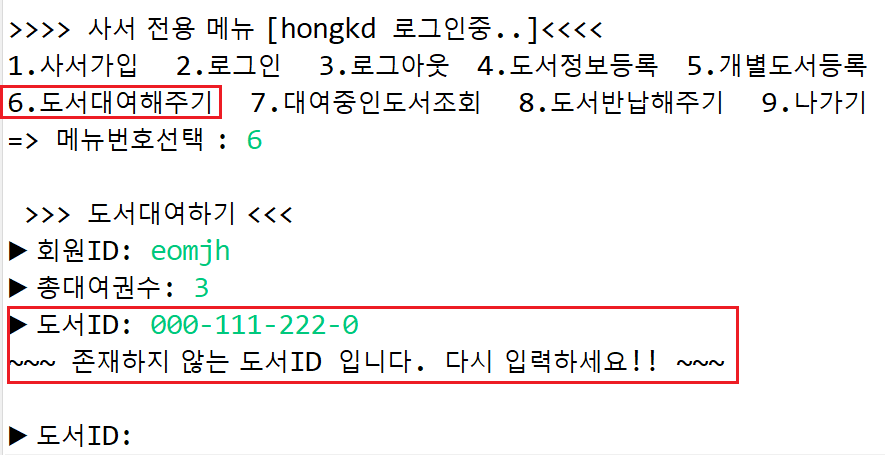 >>>> 사서 전용 메뉴 [hongkd 로그인중..]<<<<
1.사서가입  2.로그인  3.로그아웃  4.도서정보등록  5.개별도서등록
6.도서대여해주기  7.대여중인도서조회  8.도서반납해주기  9.나가기
=> 메뉴번호선택 : 6
>>> 도서대여하기 <<<
▶ 회원ID: eomjh
▶ 총대여권수: 3
▶ 도서ID: 000-111-222-0
~~~ 존재하지 않는 도서ID 입니다. 다시 입력하세요!! ~~~
▶ 도서ID: